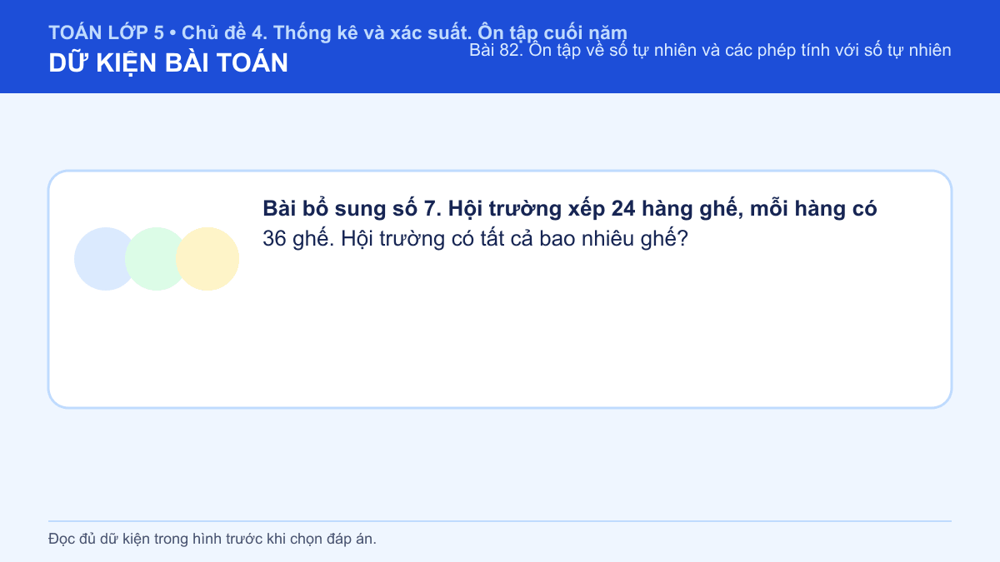 TOÁN LỚP 5 • Chủ đề 4. Thống kê và xác suất. Ôn tập cuối năm
Bài 82. Ôn tập về số tự nhiên và các phép tính với số tự nhiên
DỮ KIỆN BÀI TOÁN
Bài bổ sung số 7. Hội trường xếp 24 hàng ghế, mỗi hàng có
36 ghế. Hội trường có tất cả bao nhiêu ghế?
Đọc đủ dữ kiện trong hình trước khi chọn đáp án.